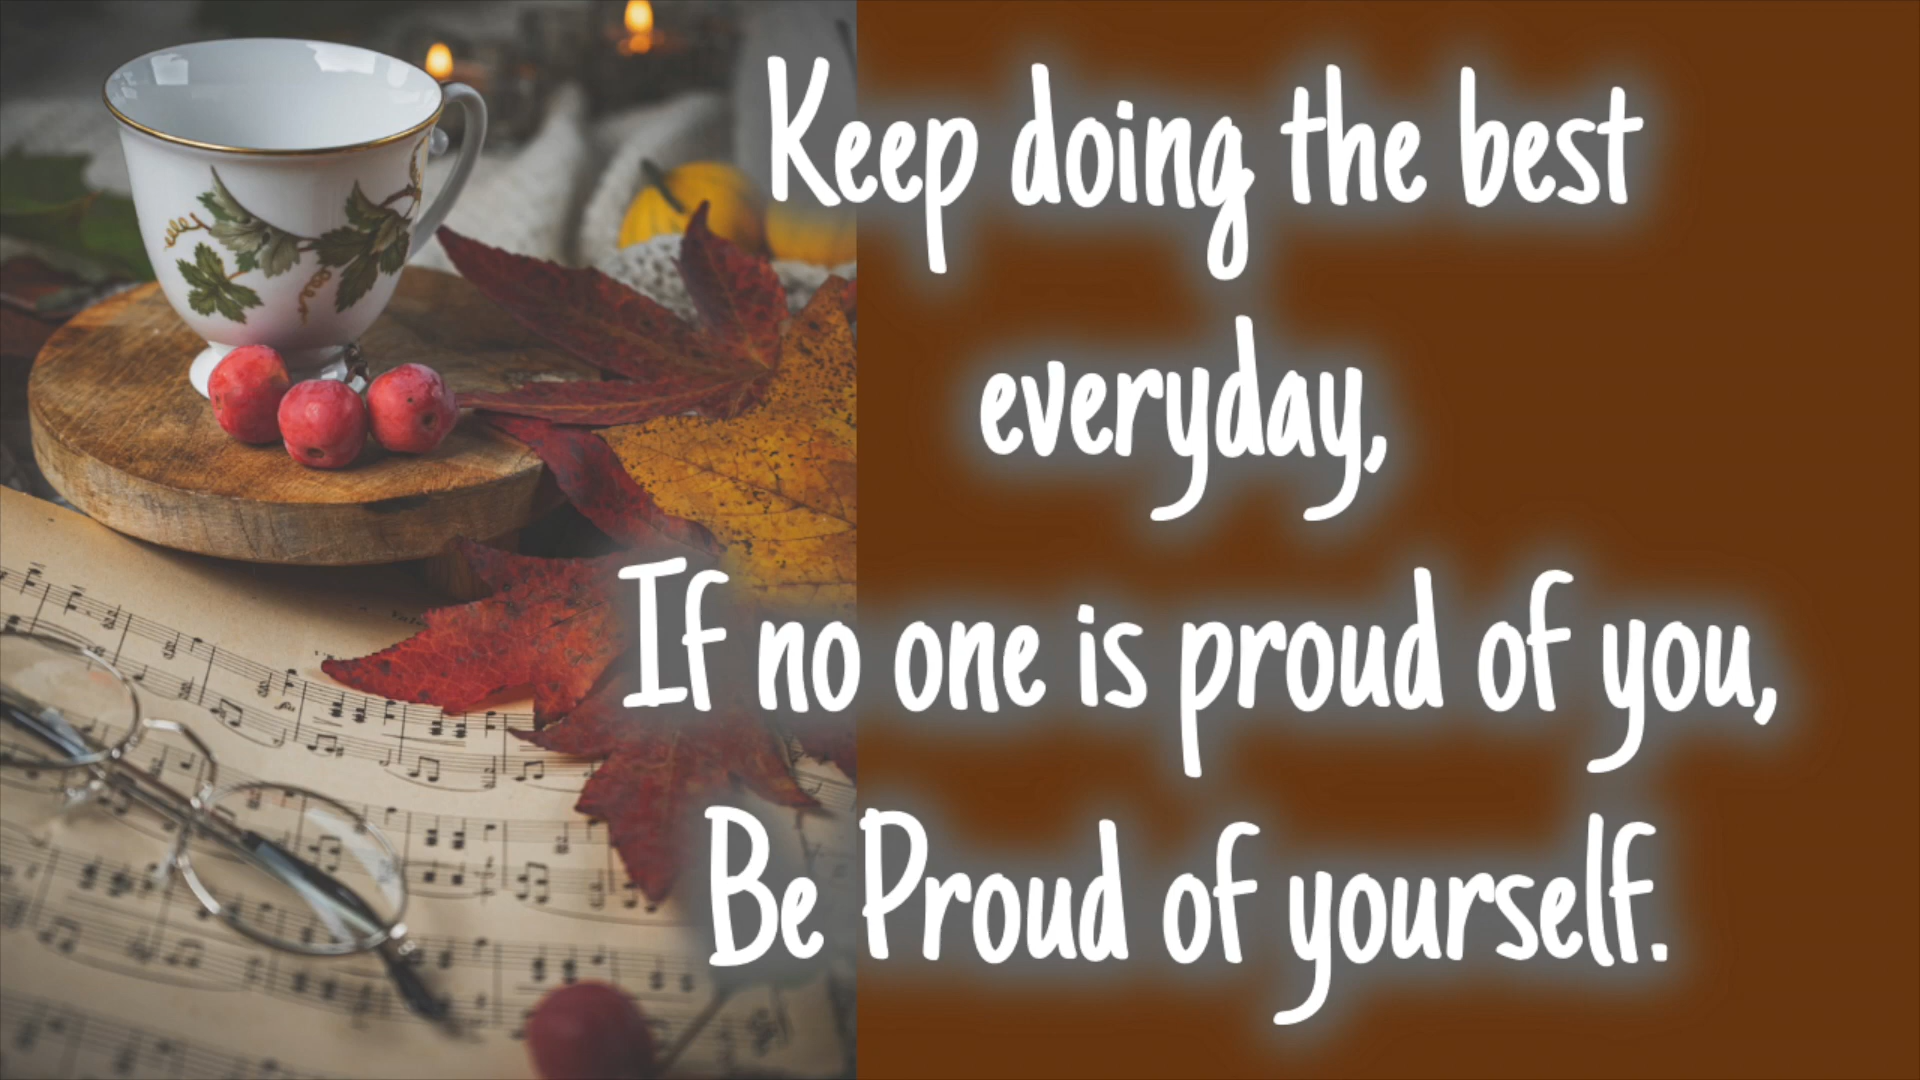 Keep doing the best
everyday,
If no one is proud of you,
Be Proud of yourself.